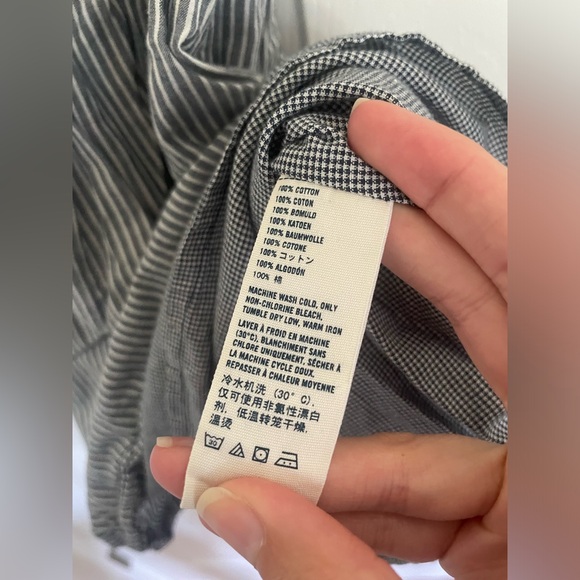 100% COTTON
100% COTON
100% BOMULD
100% KATOEN
100% BAUMWOLLE
100% COTONE
100% コットン
100% ALGODÓN
100% 棉
MACHINE WASH COLD, ONLY
NON-CHLORINE BLEACH,
TUMBLE DRY LOW, WARM IRON
LAVER À FROID EN MACHINE
(30°C), BLANCHIMENT SANS
CHLORE UNIQUEMENT, SÉCHER À
LA MACHINE CYCLE DOUX,
REPASSER À CHALEUR MOYENNE
冷水机洗 (30° C).
仅可使用非氯性漂白
剂, 低温转笼干燥,
温烫
30